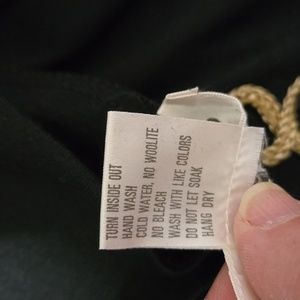 TURN INSIDE OUT
HAND WASH
COLD WATER, NO WOOLITE
NO BLEACH
WASH WITH LIKE COLORS
DO NOT LET SOAK
HANG DRY